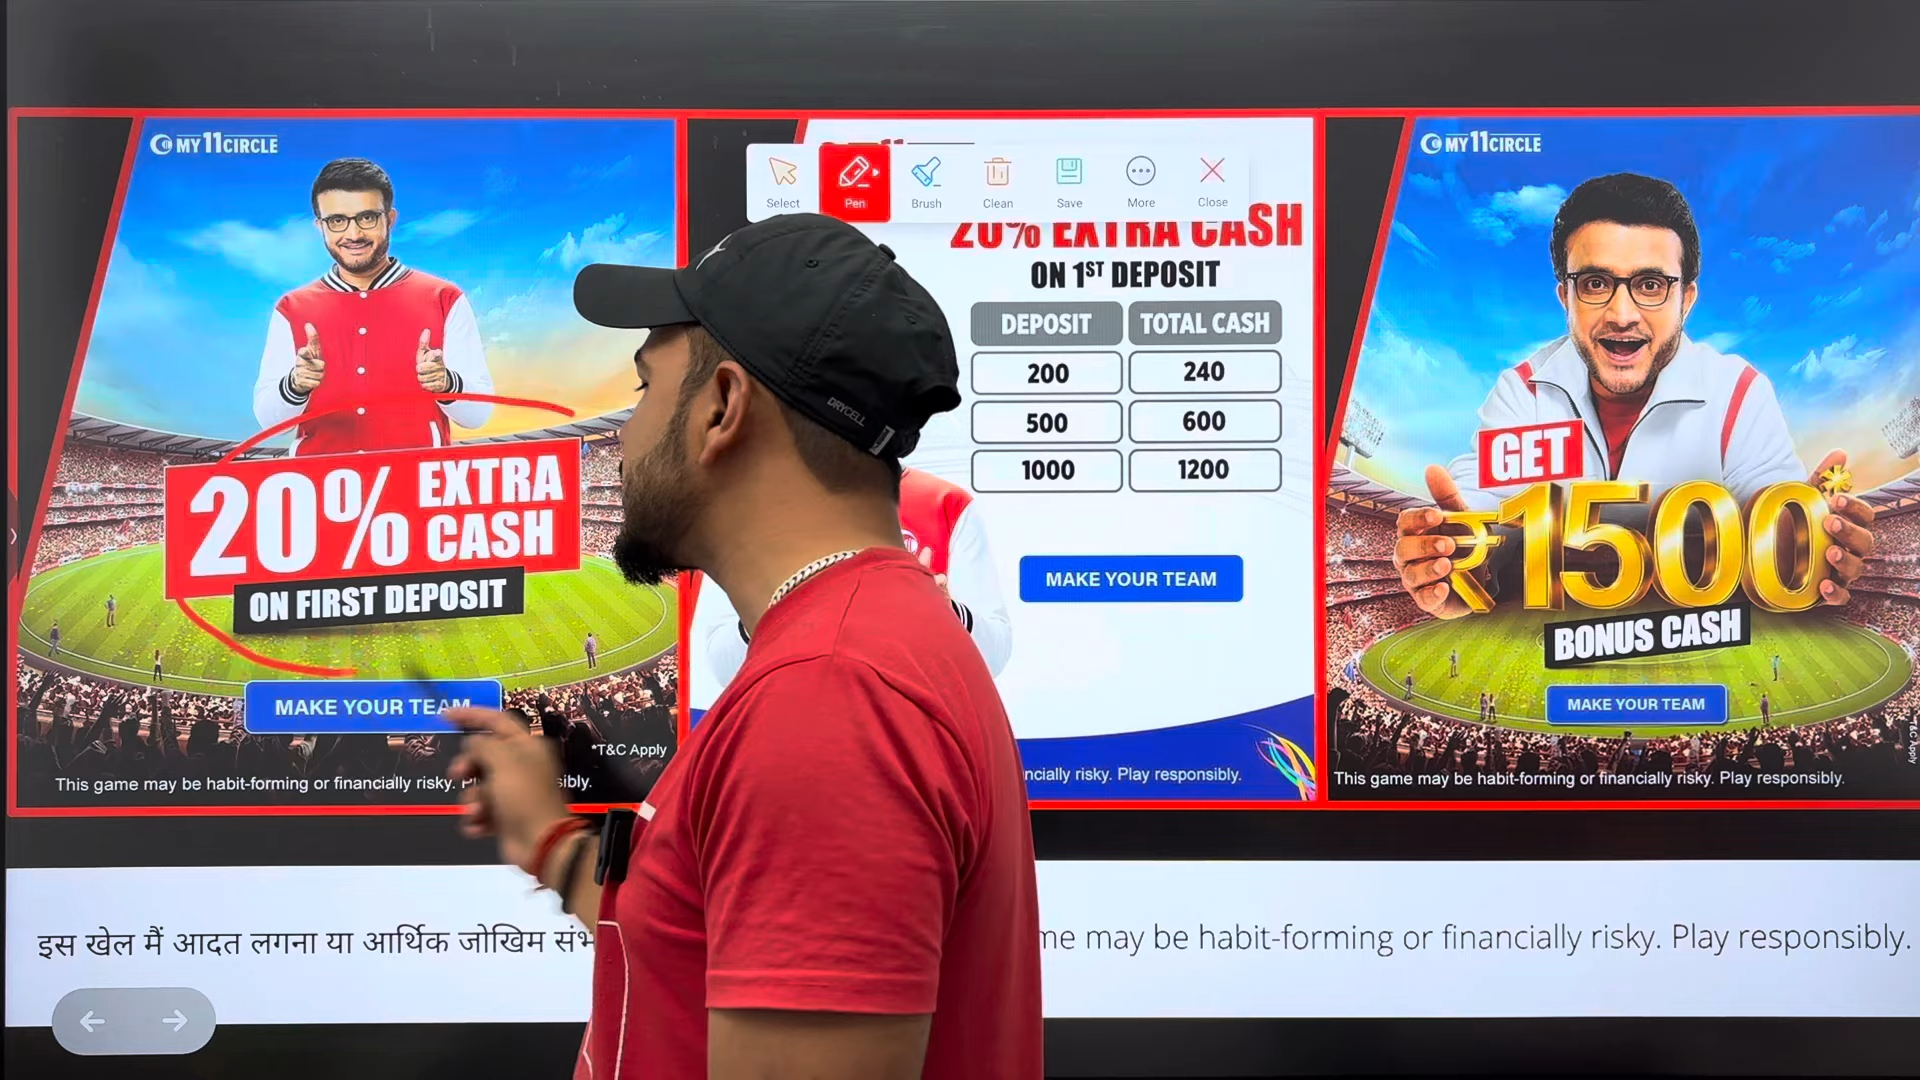 MY11CIRCLE
20% EXTRA CASH
ON FIRST DEPOSIT
MAKE YOUR TEAM
*T&C Apply
This game may be habit-forming or financially risky.
Select
Pen
Brush
Clean
Save
More
Close
20% EXTRA CASH
ON 1ST DEPOSIT
DEPOSIT TOTAL CASH
200 240
500 600
1000 1200
MAKE YOUR TEAM
risky. Play responsibly.
DRYCELL
MY11CIRCLE
GET
₹1500*
BONUS CASH
MAKE YOUR TEAM
*T&C Apply
This game may be habit-forming or financially risky. Play responsibly.
इस खेल मैं आदत लगना या आर्थिक जोखिम
may be habit-forming or financially risky. Play responsibly.